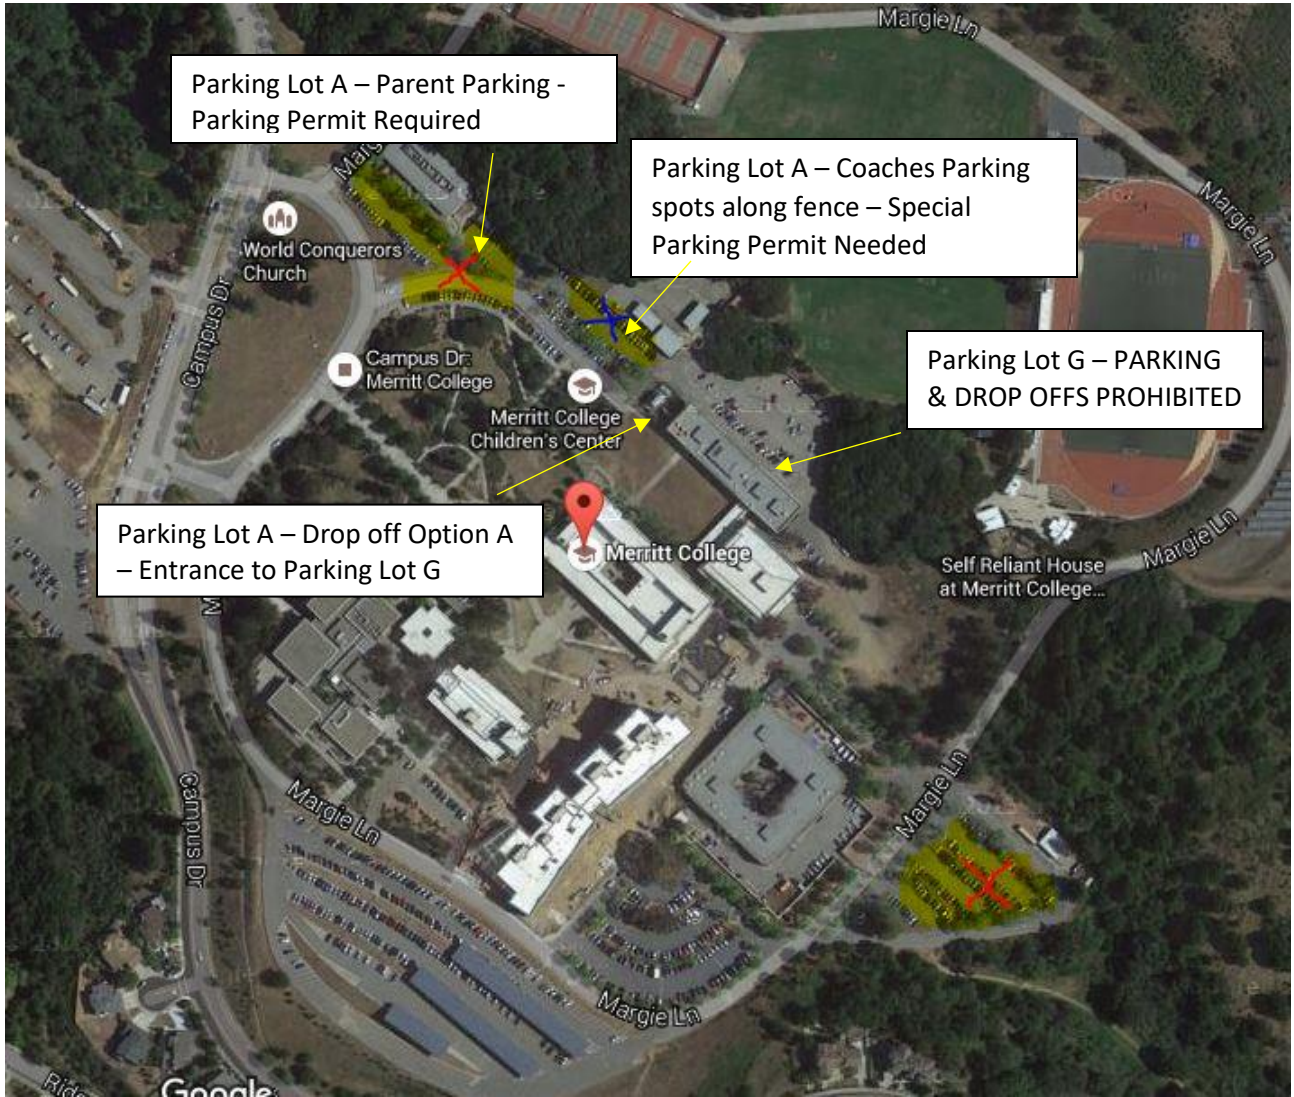 Margie Ln
Parking Lot A – Parent Parking -
Parking Permit Required
Parking Lot A – Coaches Parking
spots along fence – Special
Parking Permit Needed
Margie Ln
World Conquerors
Church
Campus Dr
Parking Lot G – PARKING
& DROP OFFS PROHIBITED
Campus Dr:
Merritt College
Merritt College
Children's Center
Parking Lot A – Drop off Option A
– Entrance to Parking Lot G
Merritt College
Margie Ln
Self Reliant House
at Merritt College...
Margie Ln
Campus Dr
Margie Ln
Margie Ln
Google